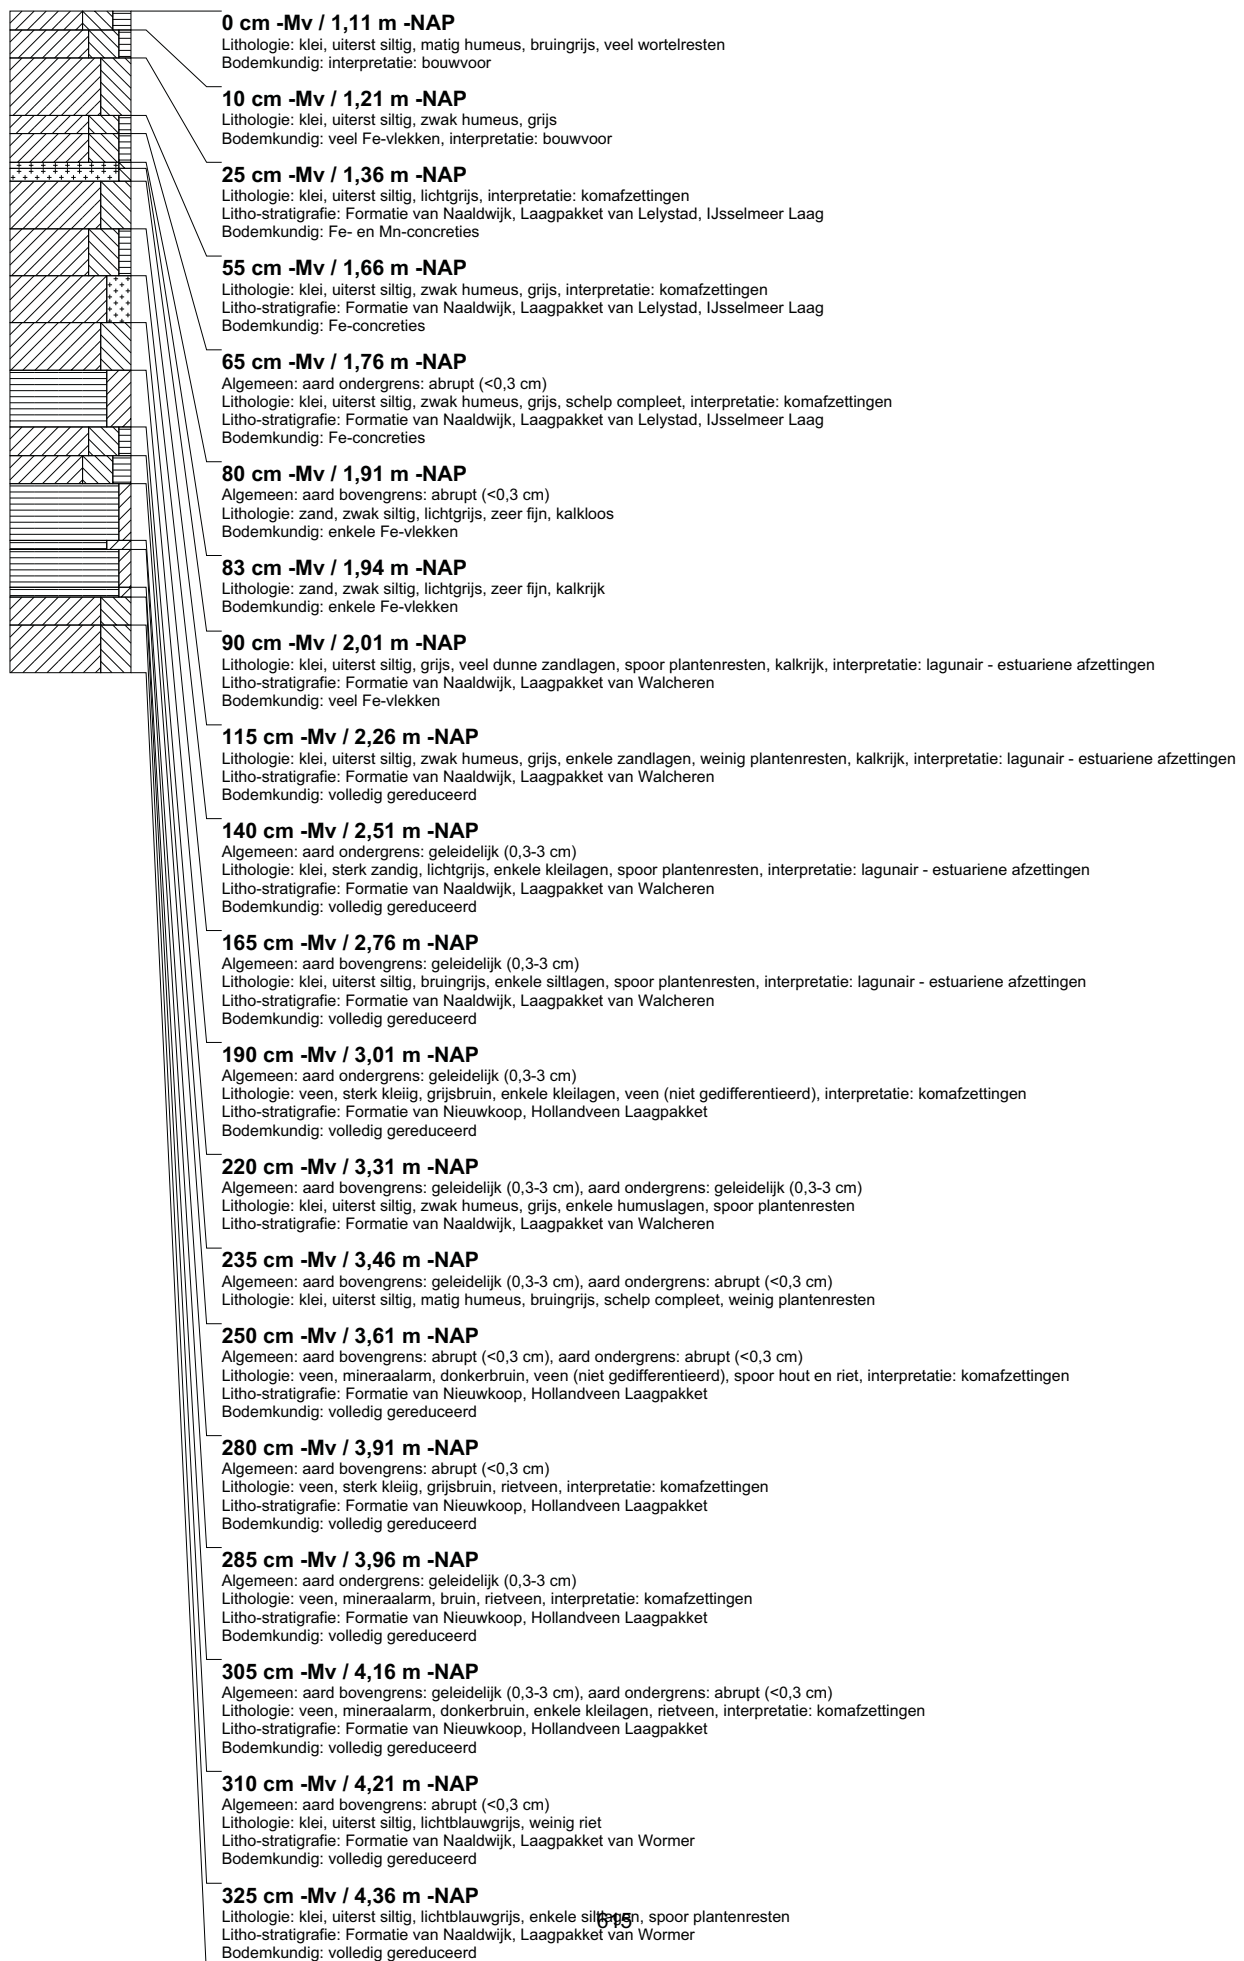 0 cm -Mv / 1,11 m -NAP
Lithologie: klei, uiterst siltig, matig humeus, bruingrijs, veel wortelresten
Bodemkundig: interpretatie: bouwvoor
10 cm -Mv / 1,21 m -NAP
Lithologie: klei, uiterst siltig, zwak humeus, grijs
Bodemkundig: veel Fe-vlekken, interpretatie: bouwvoor
25 cm -Mv / 1,36 m -NAP
Lithologie: klei, uiterst siltig, lichtgrijs, interpretatie: komafzettingen
Litho-stratigrafie: Formatie van Naaldwijk, Laagpakket van Lelystad, IJsselmeer Laag
Bodemkundig: Fe- en Mn-concreties
55 cm -Mv / 1,66 m -NAP
Lithologie: klei, uiterst siltig, zwak humeus, grijs, interpretatie: komafzettingen
Litho-stratigrafie: Formatie van Naaldwijk, Laagpakket van Lelystad, IJsselmeer Laag
Bodemkundig: Fe-concreties
65 cm -Mv / 1,76 m -NAP
Algemeen: aard ondergrens: abrupt (<0,3 cm)
Lithologie: klei, uiterst siltig, zwak humeus, grijs, schelp compleet, interpretatie: komafzettingen
Litho-stratigrafie: Formatie van Naaldwijk, Laagpakket van Lelystad, IJsselmeer Laag
Bodemkundig: Fe-concreties
80 cm -Mv / 1,91 m -NAP
Algemeen: aard bovengrens: abrupt (<0,3 cm)
Lithologie: zand, zwak siltig, lichtgrijs, zeer fijn, kalkloos
Bodemkundig: enkele Fe-vlekken
83 cm -Mv / 1,94 m -NAP
Lithologie: zand, zwak siltig, lichtgrijs, zeer fijn, kalkrijk
Bodemkundig: enkele Fe-vlekken
90 cm -Mv / 2,01 m -NAP
Lithologie: klei, uiterst siltig, grijs, veel dunne zandlagen, spoor plantenresten, kalkrijk, interpretatie: lagunair - estuariene afzettingen
Litho-stratigrafie: Formatie van Naaldwijk, Laagpakket van Walcheren
Bodemkundig: veel Fe-vlekken
115 cm -Mv / 2,26 m -NAP
Lithologie: klei, uiterst siltig, zwak humeus, grijs, enkele zandlagen, weinig plantenresten, kalkrijk, interpretatie: lagunair - estuariene afzettingen
Litho-stratigrafie: Formatie van Naaldwijk, Laagpakket van Walcheren
Bodemkundig: volledig gereduceerd
140 cm -Mv / 2,51 m -NAP
Algemeen: aard ondergrens: geleidelijk (0,3-3 cm)
Lithologie: klei, sterk zandig, lichtgrijs, enkele kleilagen, spoor plantenresten, interpretatie: lagunair - estuariene afzettingen
Litho-stratigrafie: Formatie van Naaldwijk, Laagpakket van Walcheren
Bodemkundig: volledig gereduceerd
165 cm -Mv / 2,76 m -NAP
Algemeen: aard bovengrens: geleidelijk (0,3-3 cm)
Lithologie: klei, uiterst siltig, bruingrijs, enkele siltlagen, spoor plantenresten, interpretatie: lagunair - estuariene afzettingen
Litho-stratigrafie: Formatie van Naaldwijk, Laagpakket van Walcheren
Bodemkundig: volledig gereduceerd
190 cm -Mv / 3,01 m -NAP
Algemeen: aard ondergrens: geleidelijk (0,3-3 cm)
Lithologie: veen, sterk kleiig, grijsbruin, enkele kleilagen, veen (niet gedifferentieerd), interpretatie: komafzettingen
Litho-stratigrafie: Formatie van Nieuwkoop, Hollandveen Laagpakket
Bodemkundig: volledig gereduceerd
220 cm -Mv / 3,31 m -NAP
Algemeen: aard bovengrens: geleidelijk (0,3-3 cm), aard ondergrens: geleidelijk (0,3-3 cm)
Lithologie: klei, uiterst siltig, zwak humeus, grijs, enkele humuslagen, spoor plantenresten
Litho-stratigrafie: Formatie van Naaldwijk, Laagpakket van Walcheren
235 cm -Mv / 3,46 m -NAP
Algemeen: aard bovengrens: geleidelijk (0,3-3 cm), aard ondergrens: abrupt (<0,3 cm)
Lithologie: klei, uiterst siltig, matig humeus, bruingrijs, schelp compleet, weinig plantenresten
250 cm -Mv / 3,61 m -NAP
Algemeen: aard bovengrens: abrupt (<0,3 cm), aard ondergrens: abrupt (<0,3 cm)
Lithologie: veen, mineraalarm, donkerbruin, veen (niet gedifferentieerd), spoor hout en riet, interpretatie: komafzettingen
Litho-stratigrafie: Formatie van Nieuwkoop, Hollandveen Laagpakket
Bodemkundig: volledig gereduceerd
280 cm -Mv / 3,91 m -NAP
Algemeen: aard bovengrens: abrupt (<0,3 cm)
Lithologie: veen, sterk kleiig, grijsbruin, rietveen, interpretatie: komafzettingen
Litho-stratigrafie: Formatie van Nieuwkoop, Hollandveen Laagpakket
Bodemkundig: volledig gereduceerd
285 cm -Mv / 3,96 m -NAP
Algemeen: aard ondergrens: geleidelijk (0,3-3 cm)
Lithologie: veen, mineraalarm, bruin, rietveen, interpretatie: komafzettingen
Litho-stratigrafie: Formatie van Nieuwkoop, Hollandveen Laagpakket
Bodemkundig: volledig gereduceerd
305 cm -Mv / 4,16 m -NAP
Algemeen: aard bovengrens: geleidelijk (0,3-3 cm), aard ondergrens: abrupt (<0,3 cm)
Lithologie: veen, mineraalarm, donkerbruin, enkele kleilagen, rietveen, interpretatie: komafzettingen
Litho-stratigrafie: Formatie van Nieuwkoop, Hollandveen Laagpakket
Bodemkundig: volledig gereduceerd
310 cm -Mv / 4,21 m -NAP
Algemeen: aard bovengrens: abrupt (<0,3 cm)
Lithologie: klei, uiterst siltig, lichtblauwgrijs, weinig riet
Litho-stratigrafie: Formatie van Naaldwijk, Laagpakket van Wormer
Bodemkundig: volledig gereduceerd
325 cm -Mv / 4,36 m -NAP
Lithologie: klei, uiterst siltig, lichtblauwgrijs, enkele siltlagen, spoor plantenresten
615
Litho-stratigrafie: Formatie van Naaldwijk, Laagpakket van Wormer
Bodemkundig: volledig gereduceerd